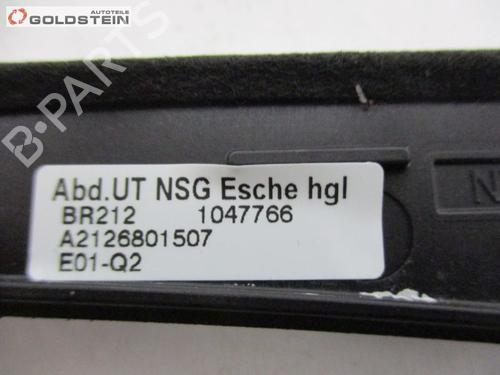 AUTOTEILE
GOLDSTEIN
B-PARTS
Abd.UT NSG Esche hgl
BR212 1047766
A2126801507
E01-Q2